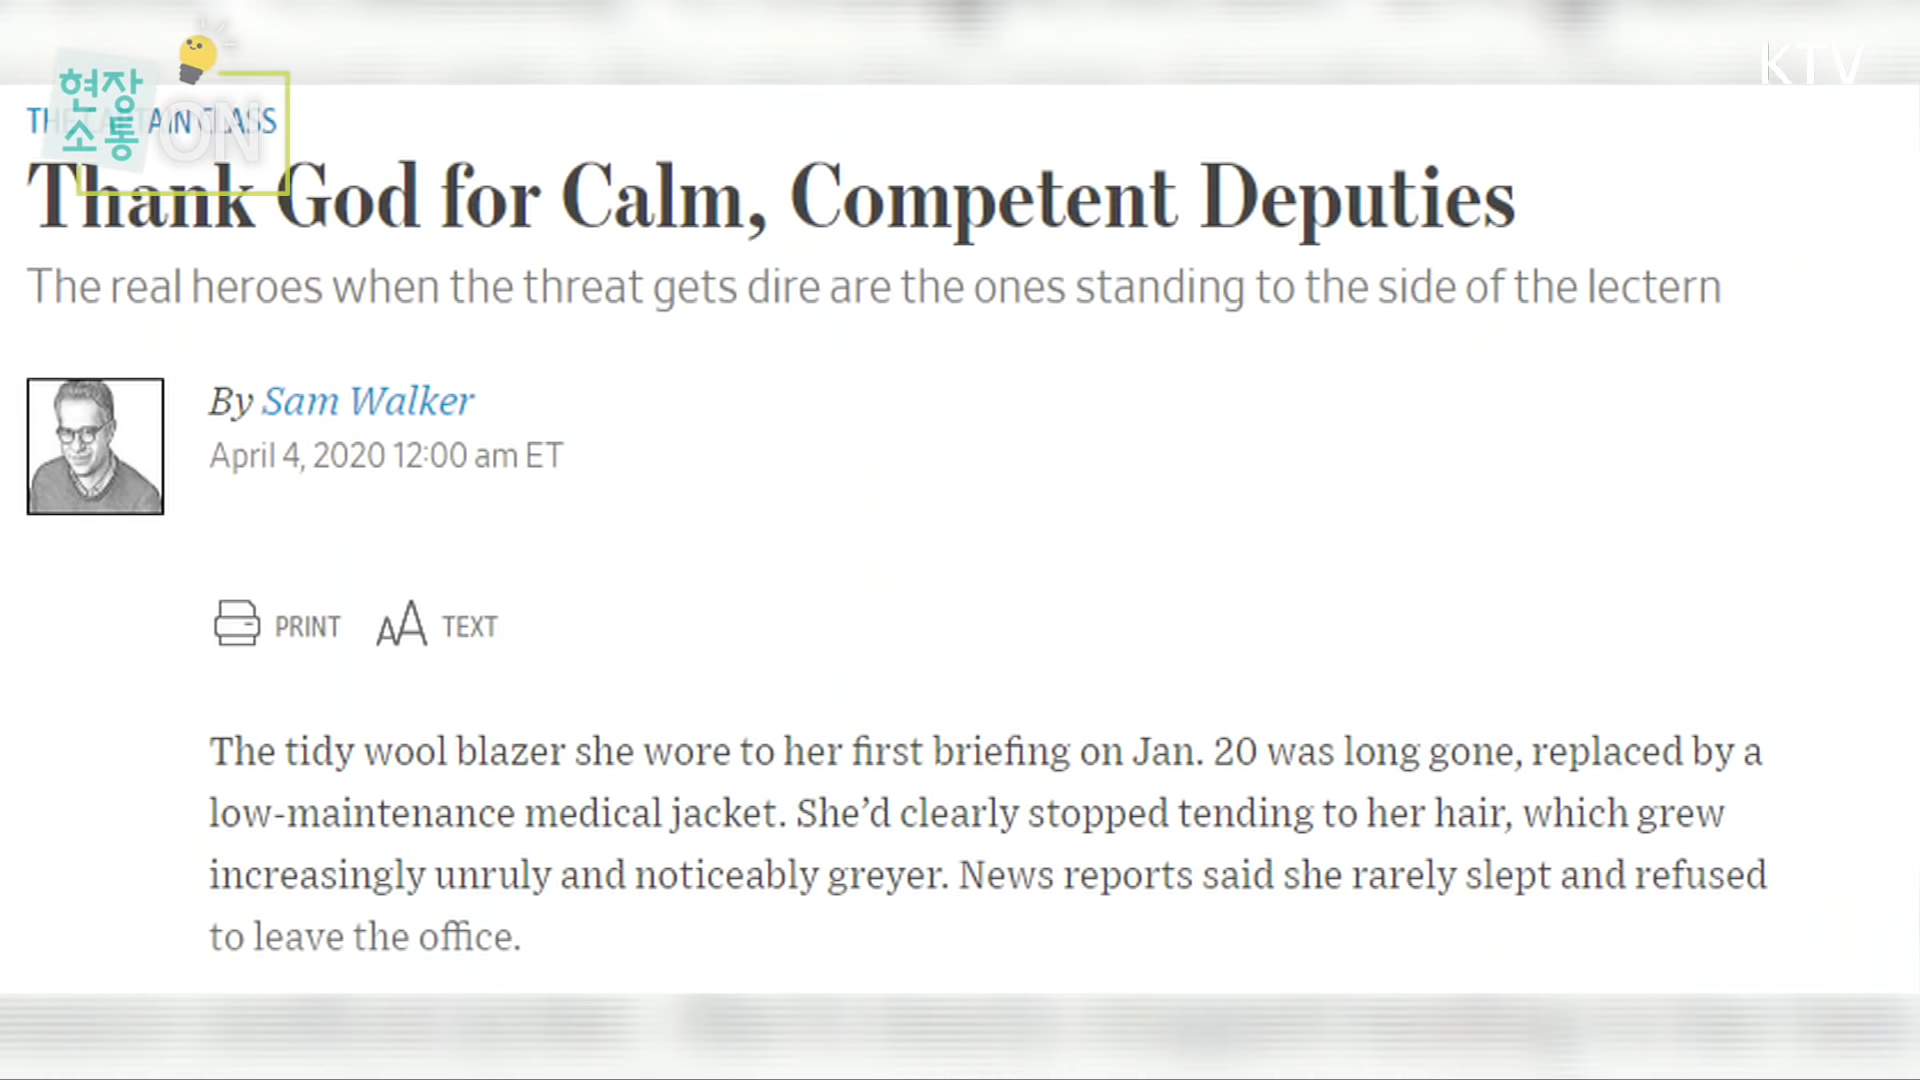 현장
소통 ON
KTV
THE CAPTAIN CLASS
Thank God for Calm, Competent Deputies
The real heroes when the threat gets dire are the ones standing to the side of the lectern
By Sam Walker
April 4, 2020 12:00 am ET
PRINT TEXT
The tidy wool blazer she wore to her first briefing on Jan. 20 was long gone, replaced by a
low-maintenance medical jacket. She’d clearly stopped tending to her hair, which grew
increasingly unruly and noticeably greyer. News reports said she rarely slept and refused
to leave the office.